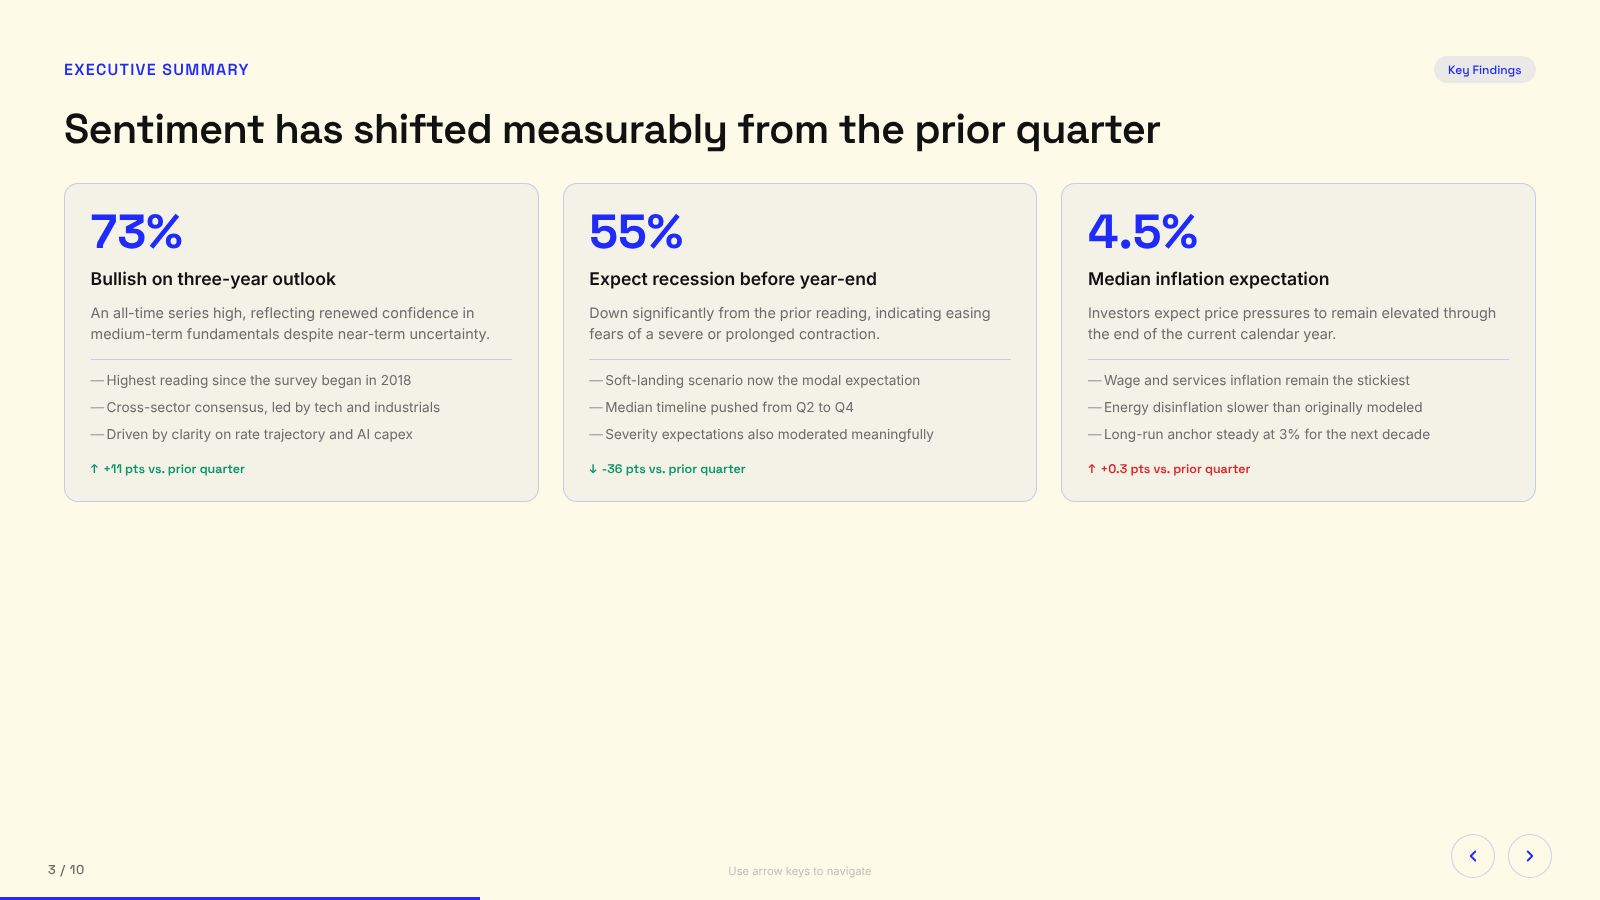 EXECUTIVE SUMMARY
Key Findings
Sentiment has shifted measurably from the prior quarter
73%
Bullish on three-year outlook
An all-time series high, reflecting renewed confidence in
medium-term fundamentals despite near-term uncertainty.
— Highest reading since the survey began in 2018
— Cross-sector consensus, led by tech and industrials
— Driven by clarity on rate trajectory and AI capex
↑ +11 pts vs. prior quarter
55%
Expect recession before year-end
Down significantly from the prior reading, indicating easing
fears of a severe or prolonged contraction.
— Soft-landing scenario now the modal expectation
— Median timeline pushed from Q2 to Q4
— Severity expectations also moderated meaningfully
↓ -36 pts vs. prior quarter
4.5%
Median inflation expectation
Investors expect price pressures to remain elevated through
the end of the current calendar year.
— Wage and services inflation remain the stickiest
— Energy disinflation slower than originally modeled
— Long-run anchor steady at 3% for the next decade
↑ +0.3 pts vs. prior quarter
3 / 10
Use arrow keys to navigate